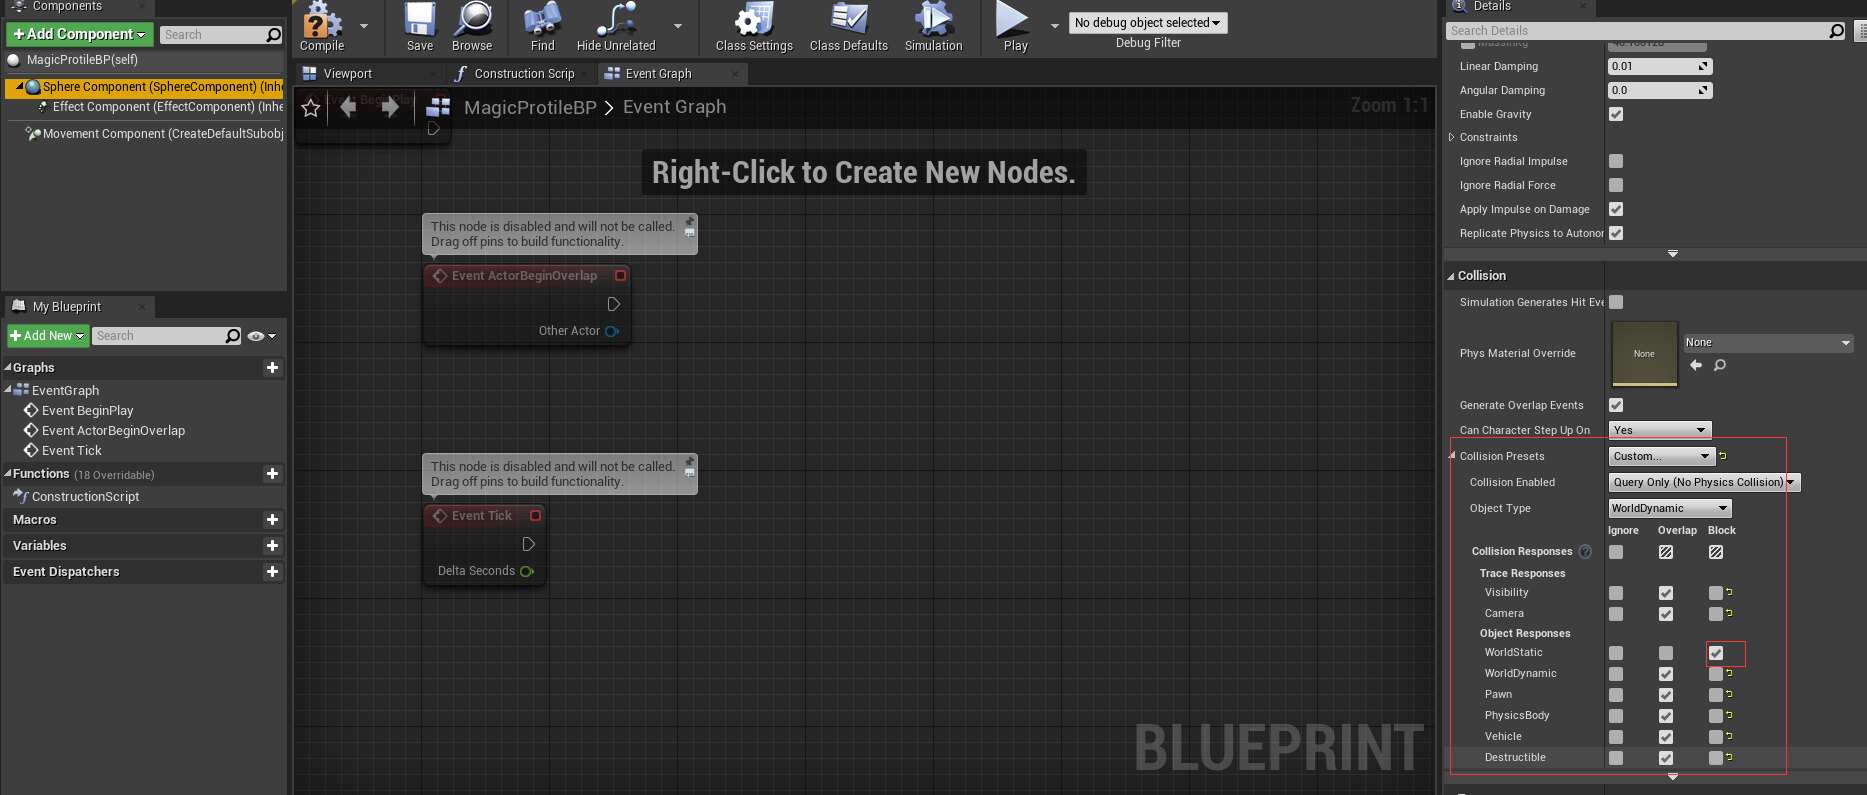 Components
Add Component
Search
MagicProtileBP(self)
Sphere Component (SphereComponent) (Inhe
Effect Component (EffectComponent) (Inhe
Movement Component (CreateDefaultSubobj
My Blueprint
Add New
Search
Graphs
EventGraph
Event BeginPlay
Event ActorBeginOverlap
Event Tick
Functions (18 Overridable)
ConstructionScript
Macros
Variables
Event Dispatchers
Compile
Save
Browse
Find
Hide Unrelated
Class Settings
Class Defaults
Simulation
Play
No debug object selected
Debug Filter
Viewport
Construction Scrip
Event Graph
Event BeginPlay
MagicProtileBP > Event Graph
Zoom 1:1
Right-Click to Create New Nodes.
This node is disabled and will not be called.
Drag off pins to build functionality.
Event ActorBeginOverlap
Other Actor
This node is disabled and will not be called.
Drag off pins to build functionality.
Event Tick
Delta Seconds
BLUEPRINT
Details
Search Details
Linear Damping 0.01
Angular Damping 0.0
Enable Gravity
Constraints
Ignore Radial Impulse
Ignore Radial Force
Apply Impulse on Damage
Replicate Physics to Autonor
Collision
Simulation Generates Hit Eve
Phys Material Override None None
Generate Overlap Events
Can Character Step Up On Yes
Collision Presets Custom...
Collision Enabled Query Only (No Physics Collision)
Object Type WorldDynamic
Ignore Overlap Block
Collision Responses
Trace Responses
Visibility
Camera
Object Responses
WorldStatic
WorldDynamic
Pawn
PhysicsBody
Vehicle
Destructible